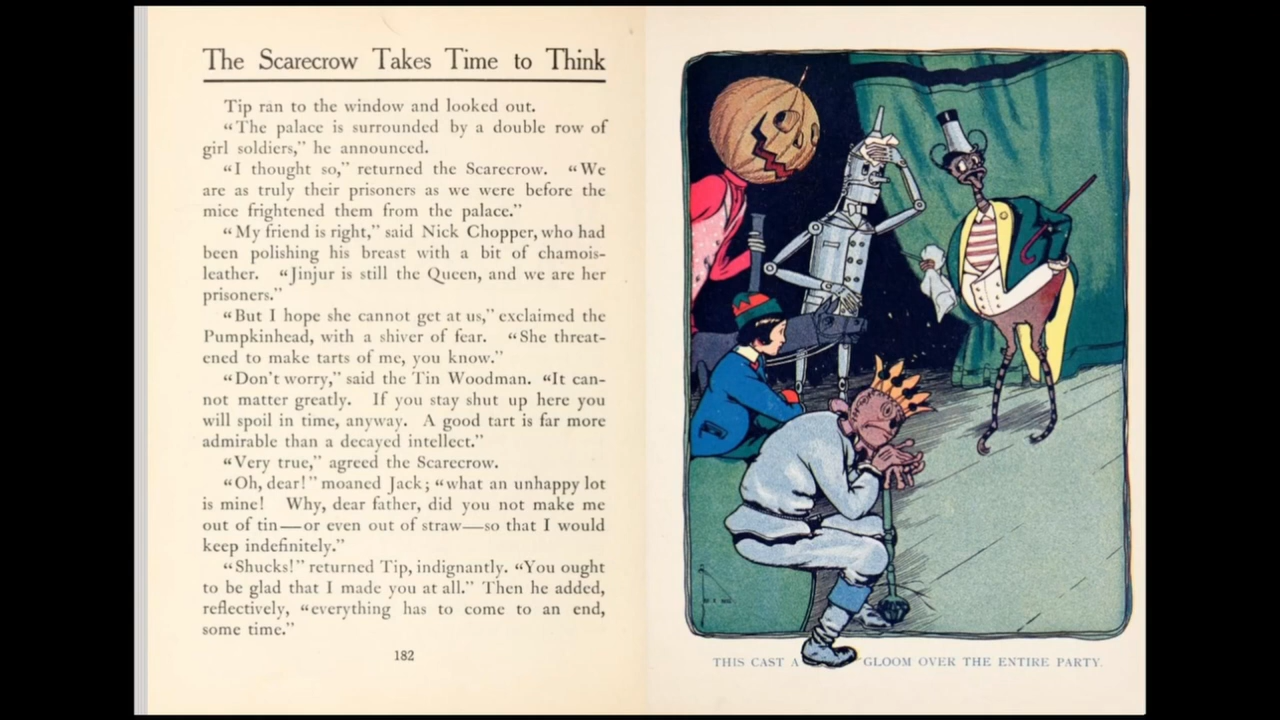 The Scarecrow Takes Time to Think
Tip ran to the window and looked out.
“The palace is surrounded by a double row of
girl soldiers,” he announced.
“I thought so,” returned the Scarecrow. “We
are as truly their prisoners as we were before the
mice frightened them from the palace.”
“My friend is right,” said Nick Chopper, who had
been polishing his breast with a bit of chamois-
leather. “Jinjur is still the Queen, and we are her
prisoners.”
“But I hope she cannot get at us,” exclaimed the
Pumpkinhead, with a shiver of fear. “She threat-
ened to make tarts of me, you know.”
“Don't worry,” said the Tin Woodman. “It can-
not matter greatly. If you stay shut up here you
will spoil in time, anyway. A good tart is far more
admirable than a decayed intellect.”
“Very true,” agreed the Scarecrow.
“Oh, dear!” moaned Jack; “what an unhappy lot
is mine! Why, dear father, did you not make me
out of tin—or even out of straw—so that I would
keep indefinitely.”
“Shucks!” returned Tip, indignantly. “You ought
to be glad that I made you at all.” Then he added,
reflectively, “everything has to come to an end,
some time.”
182
THIS CAST A GLOOM OVER THE ENTIRE PARTY.